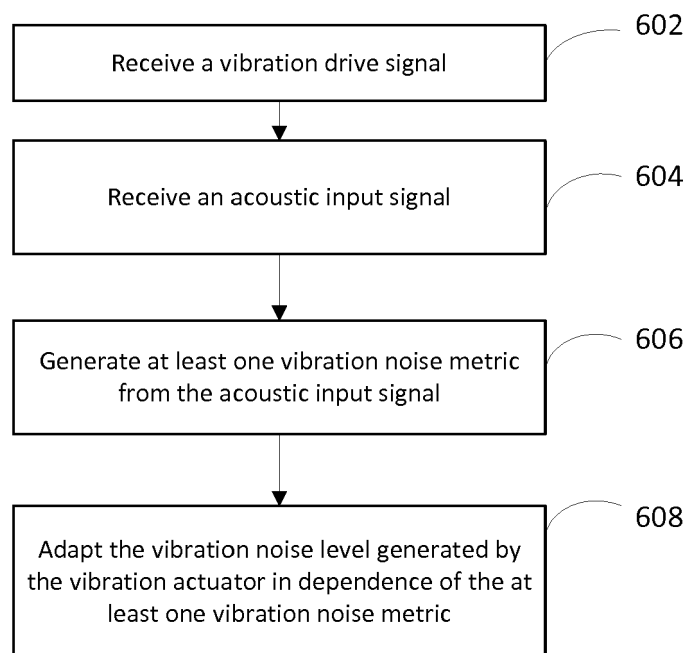 602
Receive a vibration drive signal
604
Receive an acoustic input signal
606
Generate at least one vibration noise metric
from the acoustic input signal
608
Adapt the vibration noise level generated by
the vibration actuator in dependence of the at
least one vibration noise metric